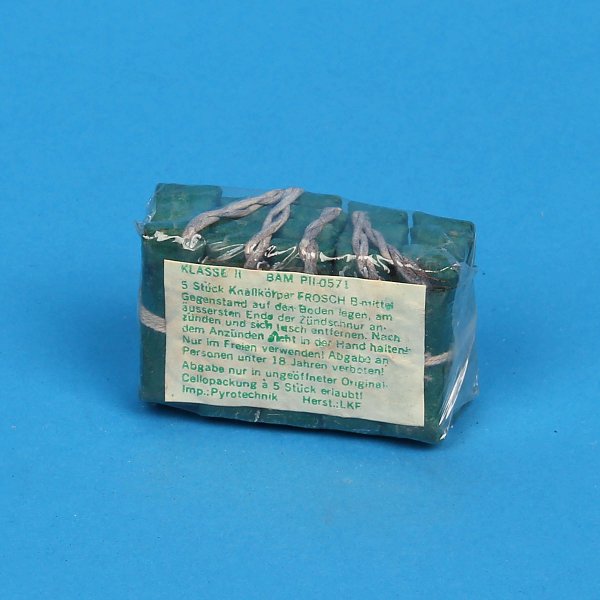 KLASSE II BAM PII-0571
5 Stück Knallkörper FROSCH B-mittel
Gegenstand auf den Boden legen, am
äussersten Ende der Zündschnur an-
zünden und sich rasch entfernen. Nach
dem Anzünden nicht in der Hand halten!
Nur im Freien verwenden! Abgabe an
Personen unter 18 Jahren verboten!
Abgabe nur in ungeöffneter Original-
Cellopackung à 5 Stück erlaubt!
Imp.:Pyrotechnik Herst.:LKF